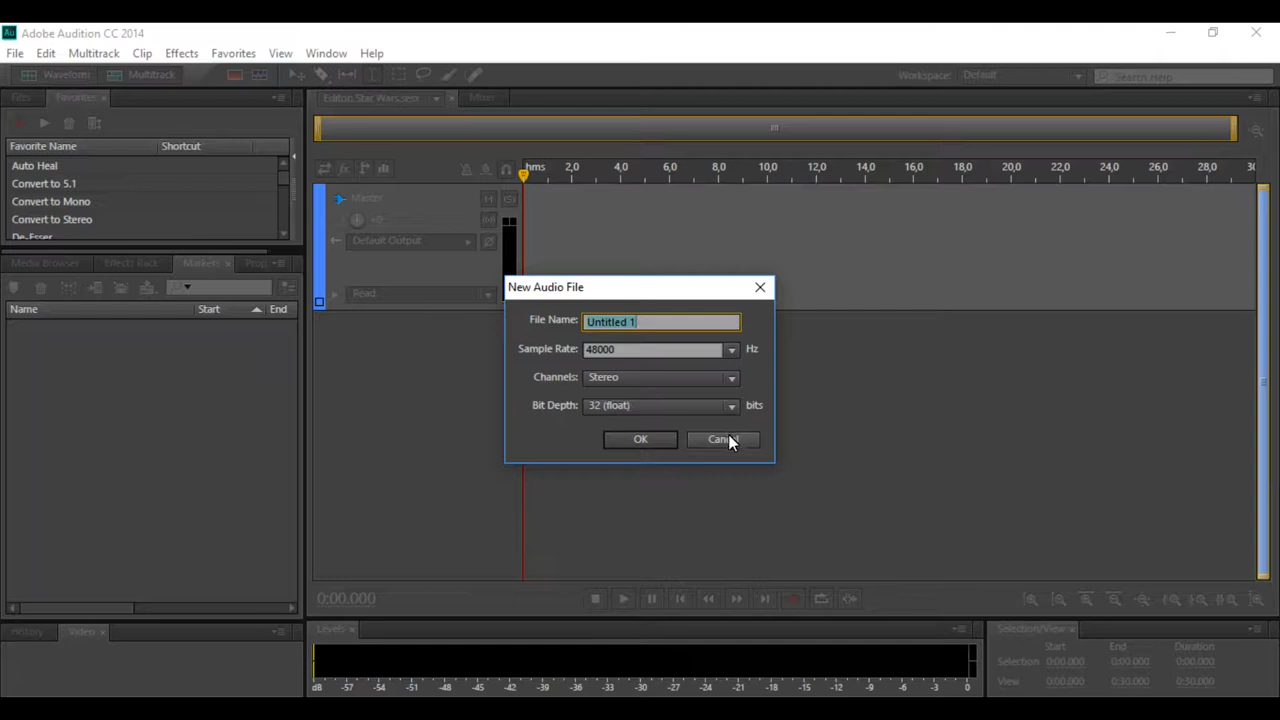 Au Adobe Audition CC 2014
File Edit Multitrack Clip Effects Favorites View Window Help
Waveform Multitrack Workspace: Default Search Help
Files Favorites Editor: Star Wars.sesx Mixer
Favorite Name Shortcut
Auto Heal
Convert to 5.1
Convert to Mono
Convert to Stereo
De-Esser
Media Browser Effects Rack Markers Prop
Name Start End
hms 2,0 4,0 6,0 8,0 10,0 12,0 14,0 16,0 18,0 20,0 22,0 24,0 26,0 28,0 30
Master M S
+0
Default Output
Read
New Audio File
File Name: Untitled 1
Sample Rate: 48000 Hz
Channels: Stereo
Bit Depth: 32 (float) bits
OK Cancel
0:00.000
History Video
Levels
dB -57 -54 -51 -48 -45 -42 -39 -36 -33 -30 -27 -24 -21 -18 -15 -12 -9 -6 -3 0
Selection/View
Start End Duration
Selection 0:00.000 0:00.000 0:00.000
View 0:00.000 0:30.000 0:30.000